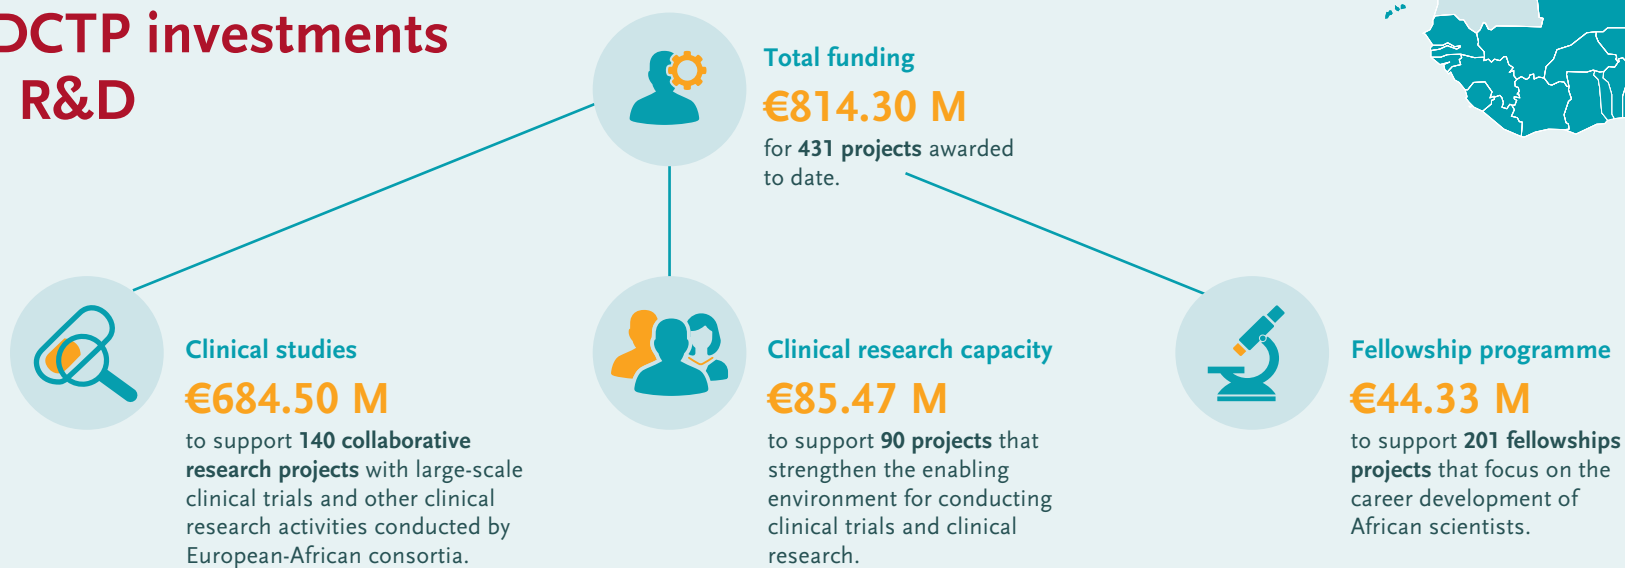 DCTP investments
R&D
Total funding
€814.30 M
for 431 projects awarded
to date.
Clinical studies
€684.50 M
to support 140 collaborative
research projects with large-scale
clinical trials and other clinical
research activities conducted by
European-African consortia.
Clinical research capacity
€85.47 M
to support 90 projects that
strengthen the enabling
environment for conducting
clinical trials and clinical
research.
Fellowship programme
€44.33 M
to support 201 fellowships
projects that focus on the
career development of
African scientists.